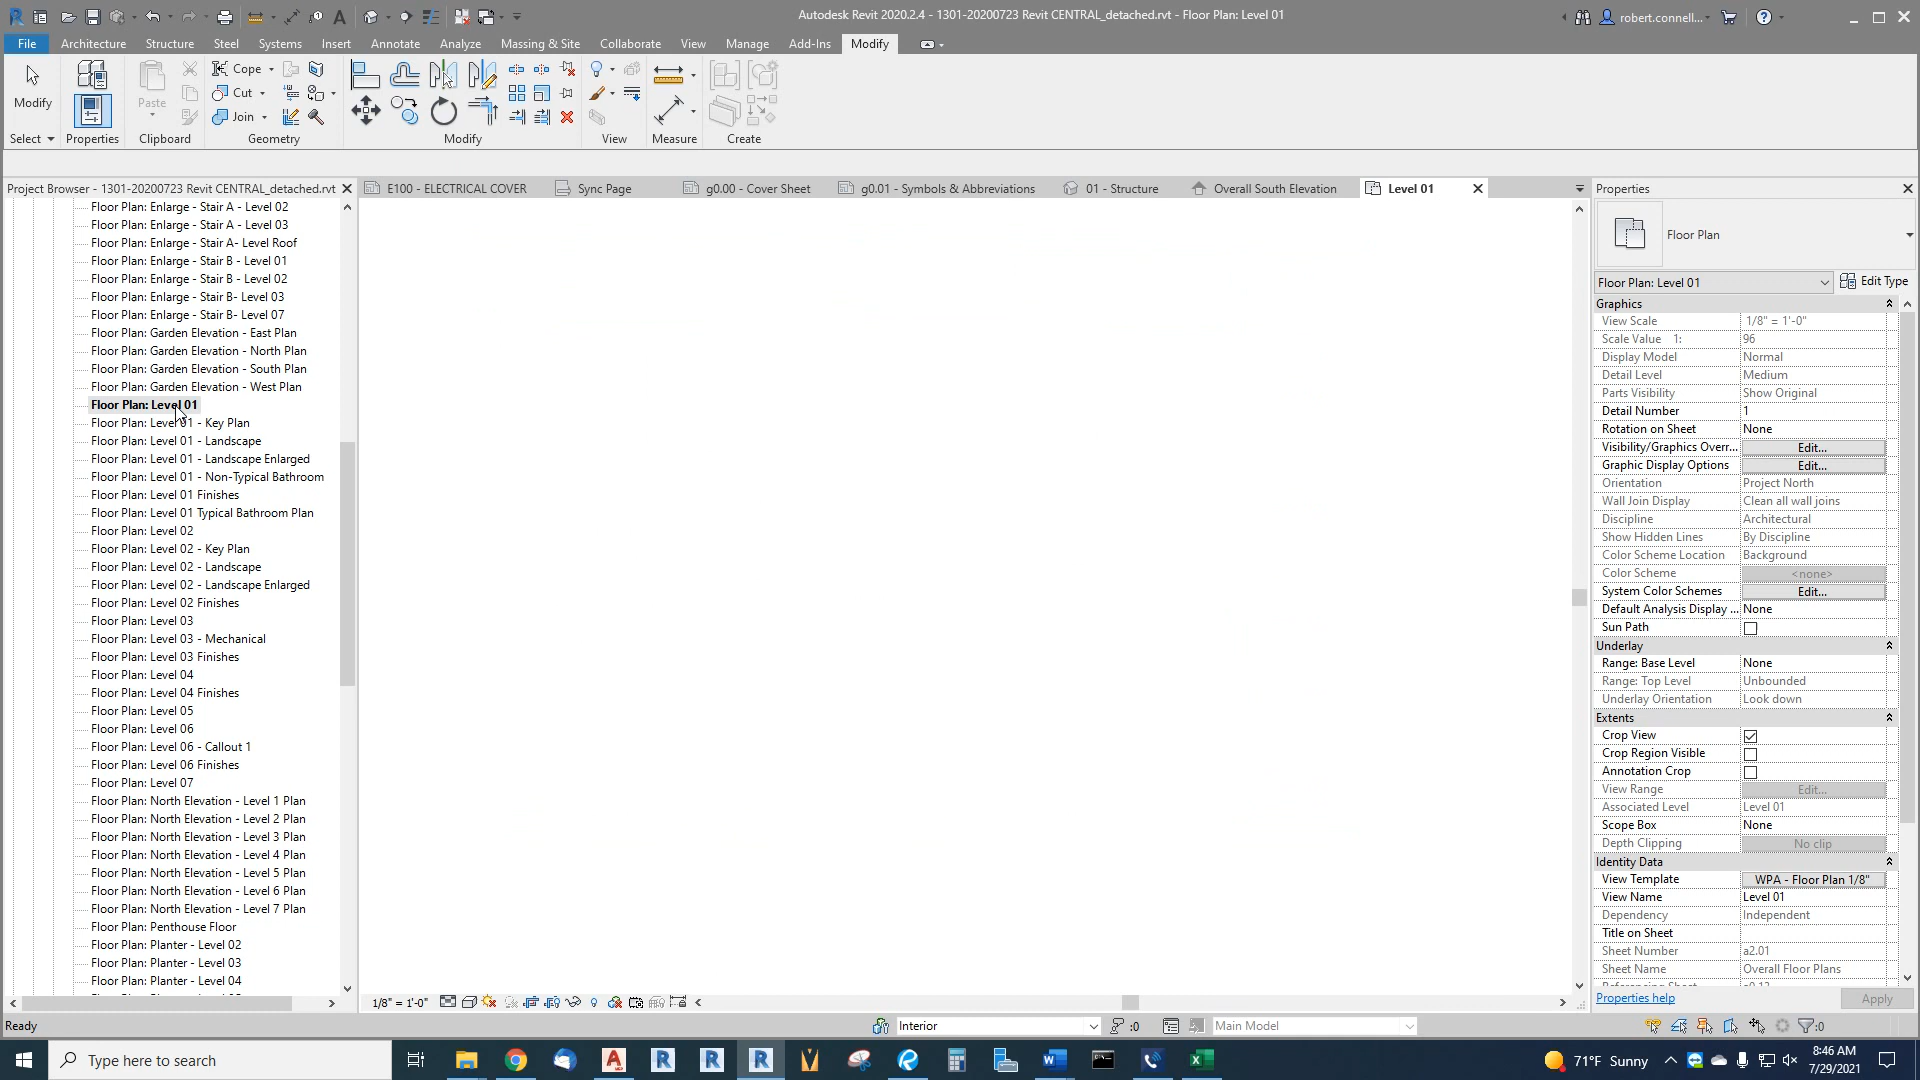 Autodesk Revit 2020.2.4 - 1301-20200723 Revit CENTRAL_detached.rvt - Floor Plan: Level 01
robert.connell...
File Architecture Structure Steel Systems Insert Annotate Analyze Massing & Site Collaborate View Manage Add-Ins Modify
Modify
Paste
Cope
Cut
Join
Select Properties Clipboard Geometry Modify View Measure Create
Project Browser - 1301-20200723 Revit CENTRAL_detached.rvt
E100 - ELECTRICAL COVER
Sync Page
g0.00 - Cover Sheet
g0.01 - Symbols & Abbreviations
01 - Structure
Overall South Elevation
Level 01
Properties
Floor Plan: Enlarge - Stair A - Level 02
Floor Plan: Enlarge - Stair A - Level 03
Floor Plan: Enlarge - Stair A- Level Roof
Floor Plan: Enlarge - Stair B - Level 01
Floor Plan: Enlarge - Stair B - Level 02
Floor Plan: Enlarge - Stair B- Level 03
Floor Plan: Enlarge - Stair B- Level 07
Floor Plan: Garden Elevation - East Plan
Floor Plan: Garden Elevation - North Plan
Floor Plan: Garden Elevation - South Plan
Floor Plan: Garden Elevation - West Plan
Floor Plan: Level 01
Floor Plan: Level 01 - Key Plan
Floor Plan: Level 01 - Landscape
Floor Plan: Level 01 - Landscape Enlarged
Floor Plan: Level 01 - Non-Typical Bathroom
Floor Plan: Level 01 Finishes
Floor Plan: Level 01 Typical Bathroom Plan
Floor Plan: Level 02
Floor Plan: Level 02 - Key Plan
Floor Plan: Level 02 - Landscape
Floor Plan: Level 02 - Landscape Enlarged
Floor Plan: Level 02 Finishes
Floor Plan: Level 03
Floor Plan: Level 03 - Mechanical
Floor Plan: Level 03 Finishes
Floor Plan: Level 04
Floor Plan: Level 04 Finishes
Floor Plan: Level 05
Floor Plan: Level 06
Floor Plan: Level 06 - Callout 1
Floor Plan: Level 06 Finishes
Floor Plan: Level 07
Floor Plan: North Elevation - Level 1 Plan
Floor Plan: North Elevation - Level 2 Plan
Floor Plan: North Elevation - Level 3 Plan
Floor Plan: North Elevation - Level 4 Plan
Floor Plan: North Elevation - Level 5 Plan
Floor Plan: North Elevation - Level 6 Plan
Floor Plan: North Elevation - Level 7 Plan
Floor Plan: Penthouse Floor
Floor Plan: Planter - Level 02
Floor Plan: Planter - Level 03
Floor Plan: Planter - Level 04
Floor Plan
Floor Plan: Level 01 Edit Type
Graphics
View Scale 1/8" = 1'-0"
Scale Value 1: 96
Display Model Normal
Detail Level Medium
Parts Visibility Show Original
Detail Number 1
Rotation on Sheet None
Visibility/Graphics Overr... Edit...
Graphic Display Options Edit...
Orientation Project North
Wall Join Display Clean all wall joins
Discipline Architectural
Show Hidden Lines By Discipline
Color Scheme Location Background
Color Scheme <none>
System Color Schemes Edit...
Default Analysis Display ... None
Sun Path
Underlay
Range: Base Level None
Range: Top Level Unbounded
Underlay Orientation Look down
Extents
Crop View
Crop Region Visible
Annotation Crop
View Range Edit...
Associated Level Level 01
Scope Box None
Depth Clipping No clip
Identity Data
View Template WPA - Floor Plan 1/8"
View Name Level 01
Dependency Independent
Title on Sheet
Sheet Number a2.01
Sheet Name Overall Floor Plans
Properties help Apply
1/8" = 1'-0"
Ready
Interior
:0
Main Model
:0
Type here to search
71°F Sunny
8:46 AM
7/29/2021